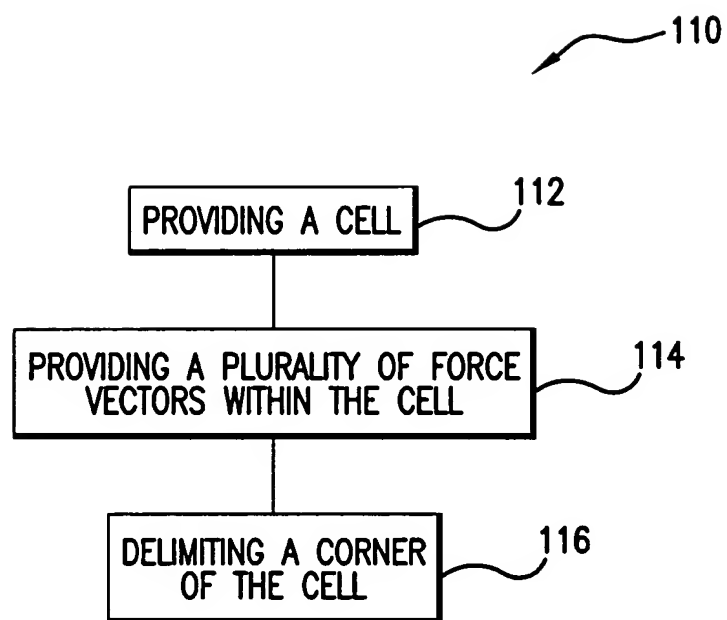 110
PROVIDING A CELL
112
PROVIDING A PLURALITY OF FORCE
VECTORS WITHIN THE CELL
114
DELIMITING A CORNER
OF THE CELL
116